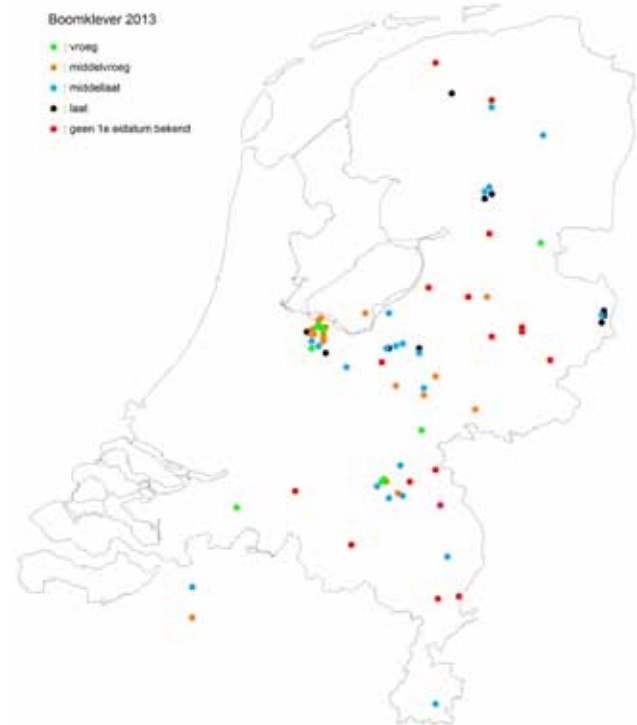 Boomklever 2013
: vroeg
: middelvroeg
: middellaat
: laat
: geen 1e eidatum bekend